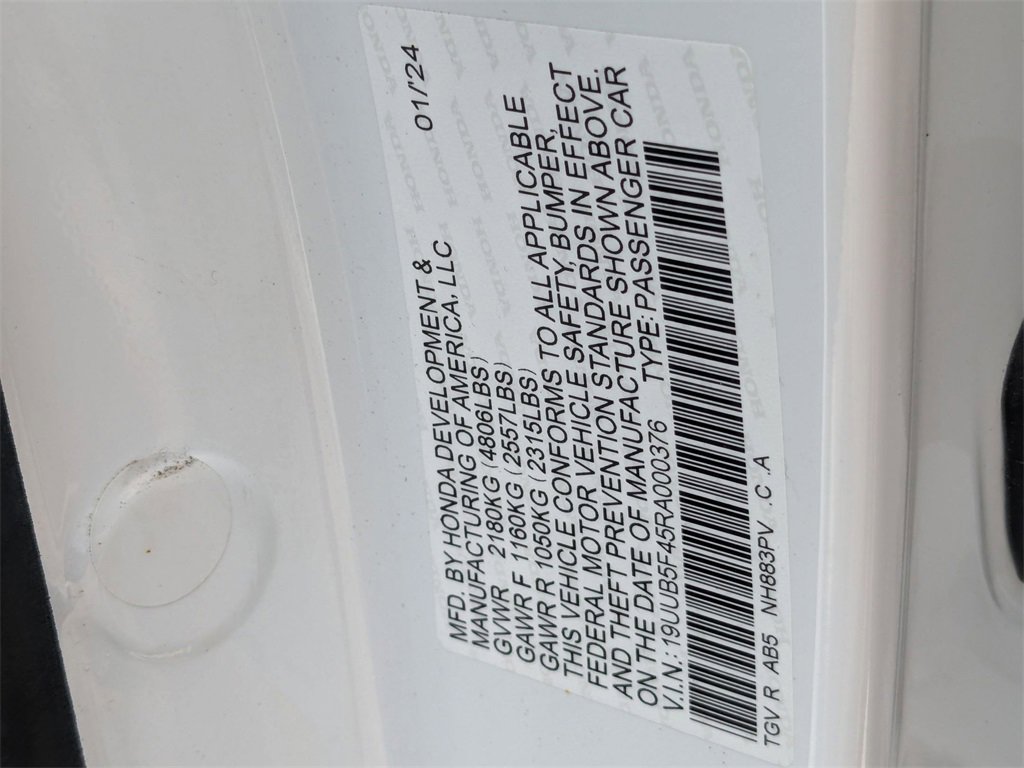 MFD. BY HONDA DEVELOPMENT & 01/'24
MANUFACTURING OF AMERICA, LLC
GVWR 2180KG (4806LBS)
GAWR F 1160KG (2557LBS)
GAWR R 1050KG (2315LBS)
THIS VEHICLE CONFORMS TO ALL APPLICABLE
FEDERAL MOTOR VEHICLE SAFETY, BUMPER,
AND THEFT PREVENTION STANDARDS IN EFFECT
ON THE DATE OF MANUFACTURE SHOWN ABOVE.
V.I.N.: 19UUB5F45RA000376 TYPE: PASSENGER CAR
TGV R AB5 NH883PV .C .A
HONDA